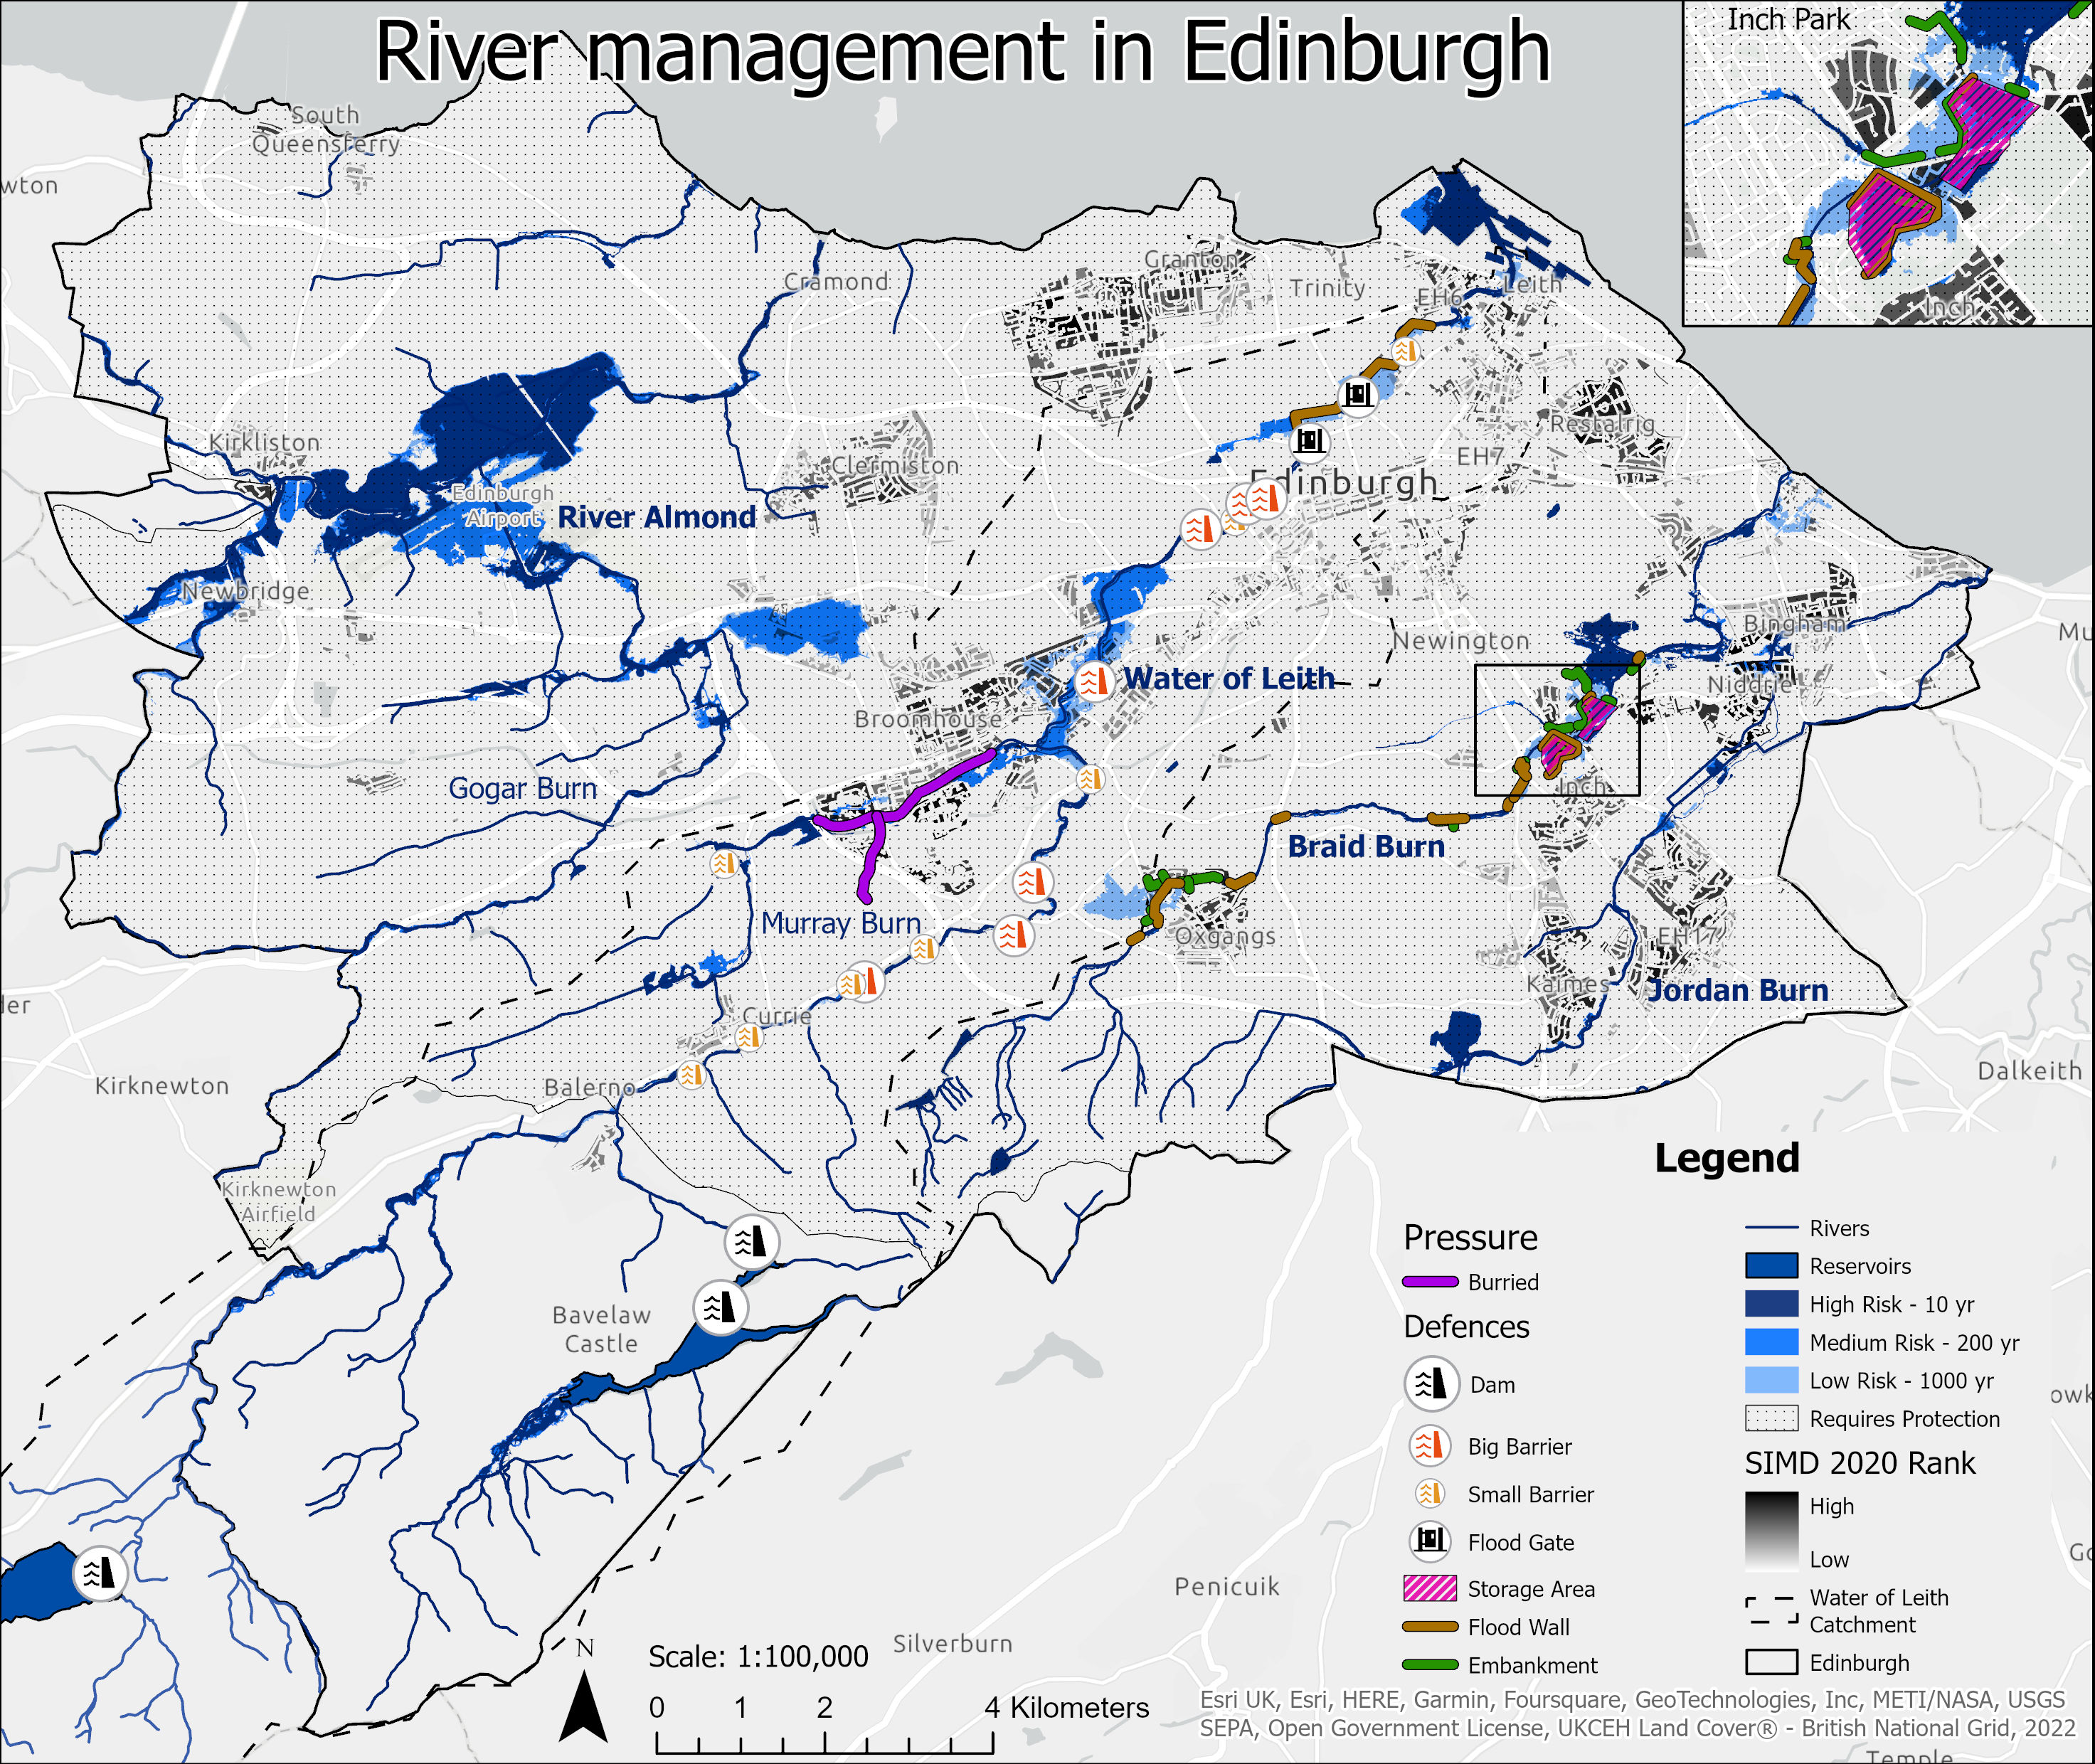 River management in Edinburgh
Inch Park
South
Queensferry
wton
Granton
Cramond
Trinity
EH6
Leith
Inch
Kirkliston
Clermiston
Restalrig
EH7
Edinburgh
Edinburgh
Airport
River Almond
Newbridge
Newington
Bingham
Mu
Water of Leith
Niddrie
Broomhouse
Gogar Burn
Inch
Braid Burn
Murray Burn
Oxgangs
EH17
Kaimes
Jordan Burn
ler
Currie
Kirknewton
Balerno
Dalkeith
Kirknewton
Airfield
Bavelaw
Castle
Penicuik
Silverburn
owk
Go
Temple
Legend
Pressure
Burried
Defences
Dam
Big Barrier
Small Barrier
Flood Gate
Storage Area
Flood Wall
Embankment
Rivers
Reservoirs
High Risk - 10 yr
Medium Risk - 200 yr
Low Risk - 1000 yr
Requires Protection
SIMD 2020 Rank
High
Low
Water of Leith
Catchment
Edinburgh
N
Scale: 1:100,000
0 1 2 4 Kilometers
Esri UK, Esri, HERE, Garmin, Foursquare, GeoTechnologies, Inc, METI/NASA, USGS
SEPA, Open Government License, UKCEH Land Cover® - British National Grid, 2022